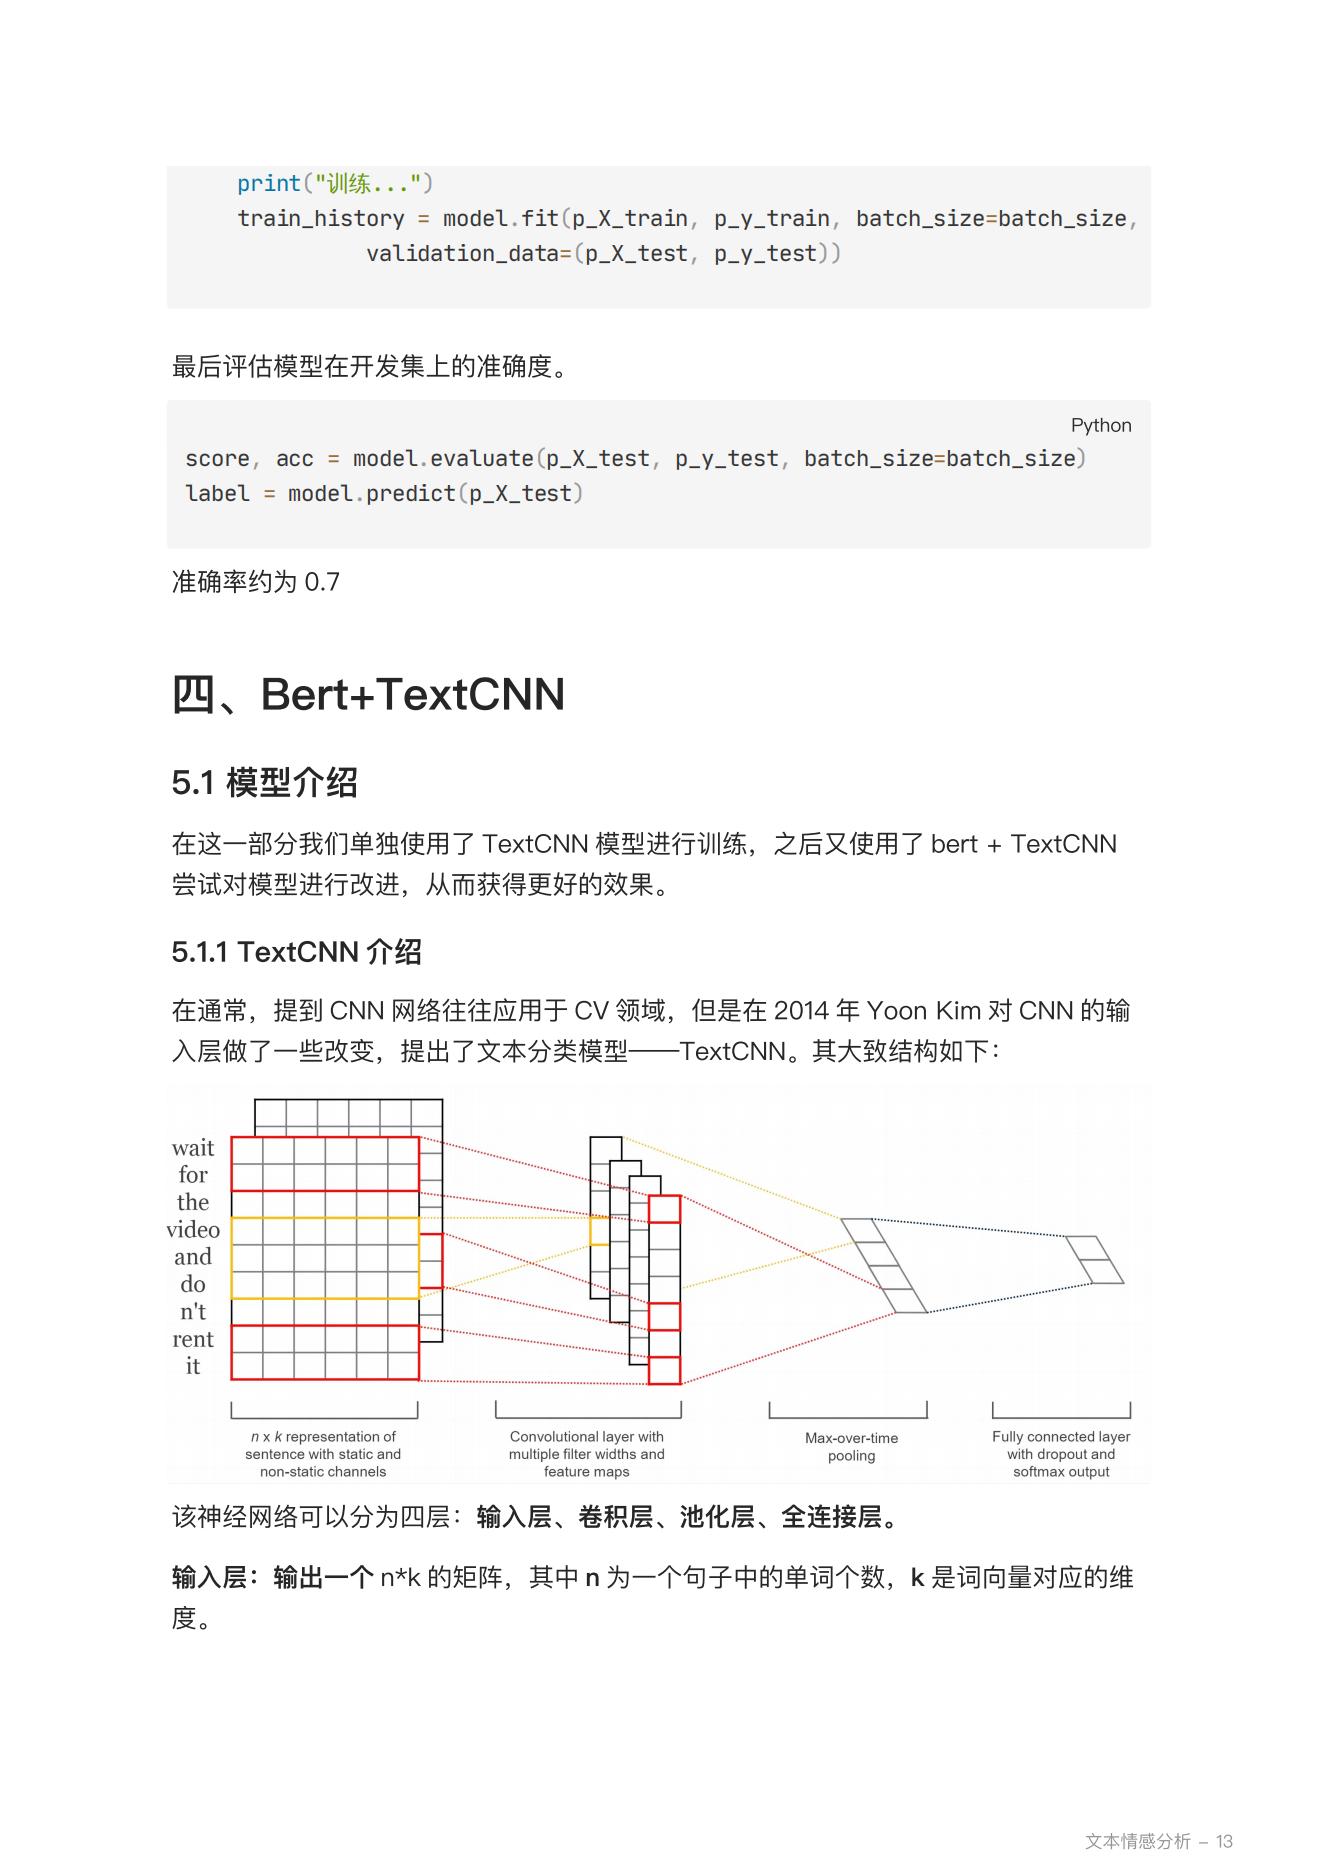 print("训练...")
train_history = model.fit(p_X_train, p_y_train, batch_size=batch_size,
validation_data=(p_X_test, p_y_test))
最后评估模型在开发集上的准确度。
Python
score, acc = model.evaluate(p_X_test, p_y_test, batch_size=batch_size)
label = model.predict(p_X_test)
准确率约为 0.7
四、Bert+TextCNN
5.1 模型介绍
在这一部分我们单独使用了 TextCNN 模型进行训练，之后又使用了 bert + TextCNN
尝试对模型进行改进，从而获得更好的效果。
5.1.1 TextCNN 介绍
在通常，提到 CNN 网络往往应用于 CV 领域，但是在 2014 年 Yoon Kim 对 CNN 的输
入层做了一些改变，提出了文本分类模型——TextCNN。其大致结构如下：
wait
for
the
video
and
do
n't
rent
it
n x k representation of
sentence with static and
non-static channels
Convolutional layer with
multiple filter widths and
feature maps
Max-over-time
pooling
Fully connected layer
with dropout and
softmax output
该神经网络可以分为四层：输入层、卷积层、池化层、全连接层。
输入层：输出一个 n*k 的矩阵，其中 n 为一个句子中的单词个数，k 是词向量对应的维
度。
文本情感分析 – 13